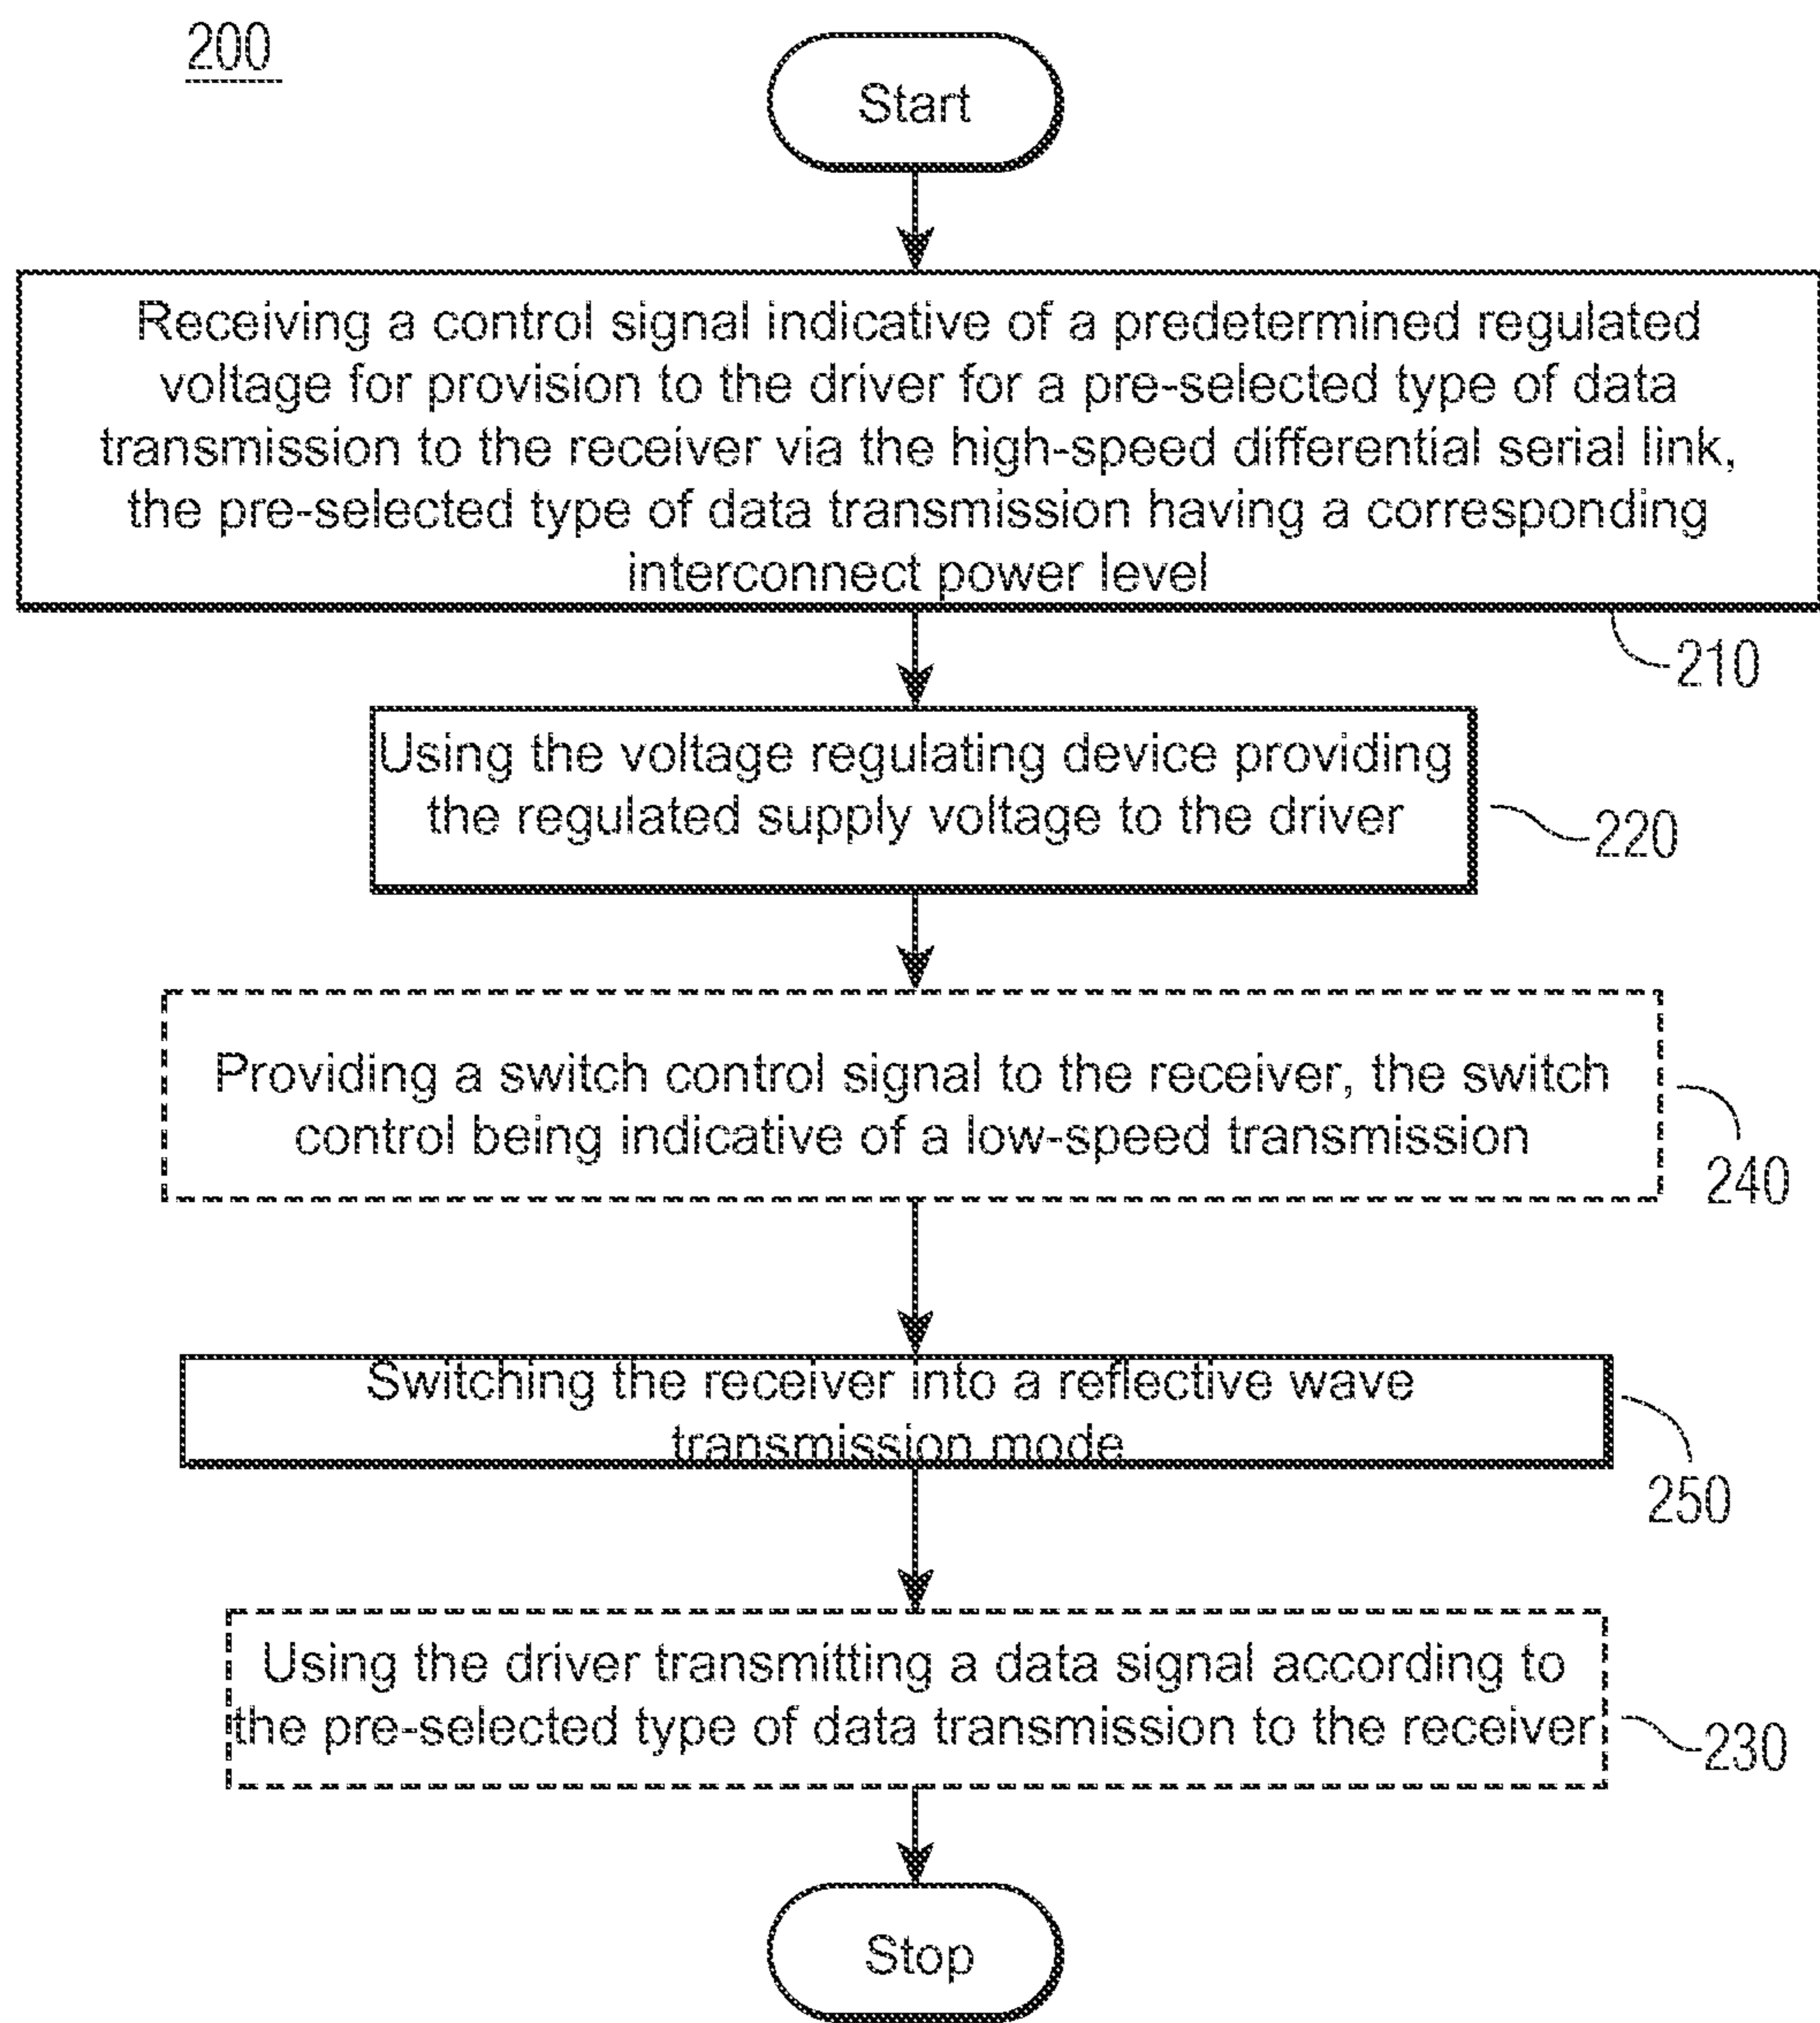 200
Start
Receiving a control signal indicative of a predetermined regulated
voltage for provision to the driver for a pre-selected type of data
transmission to the receiver via the high-speed differential serial link,
the pre-selected type of data transmission having a corresponding
interconnect power level
210
Using the voltage regulating device providing
the regulated supply voltage to the driver
220
Providing a switch control signal to the receiver, the switch
control being indicative of a low-speed transmission
240
Switching the receiver into a reflective wave
transmission mode
250
Using the driver transmitting a data signal according to
the pre-selected type of data transmission to the receiver
230
Stop